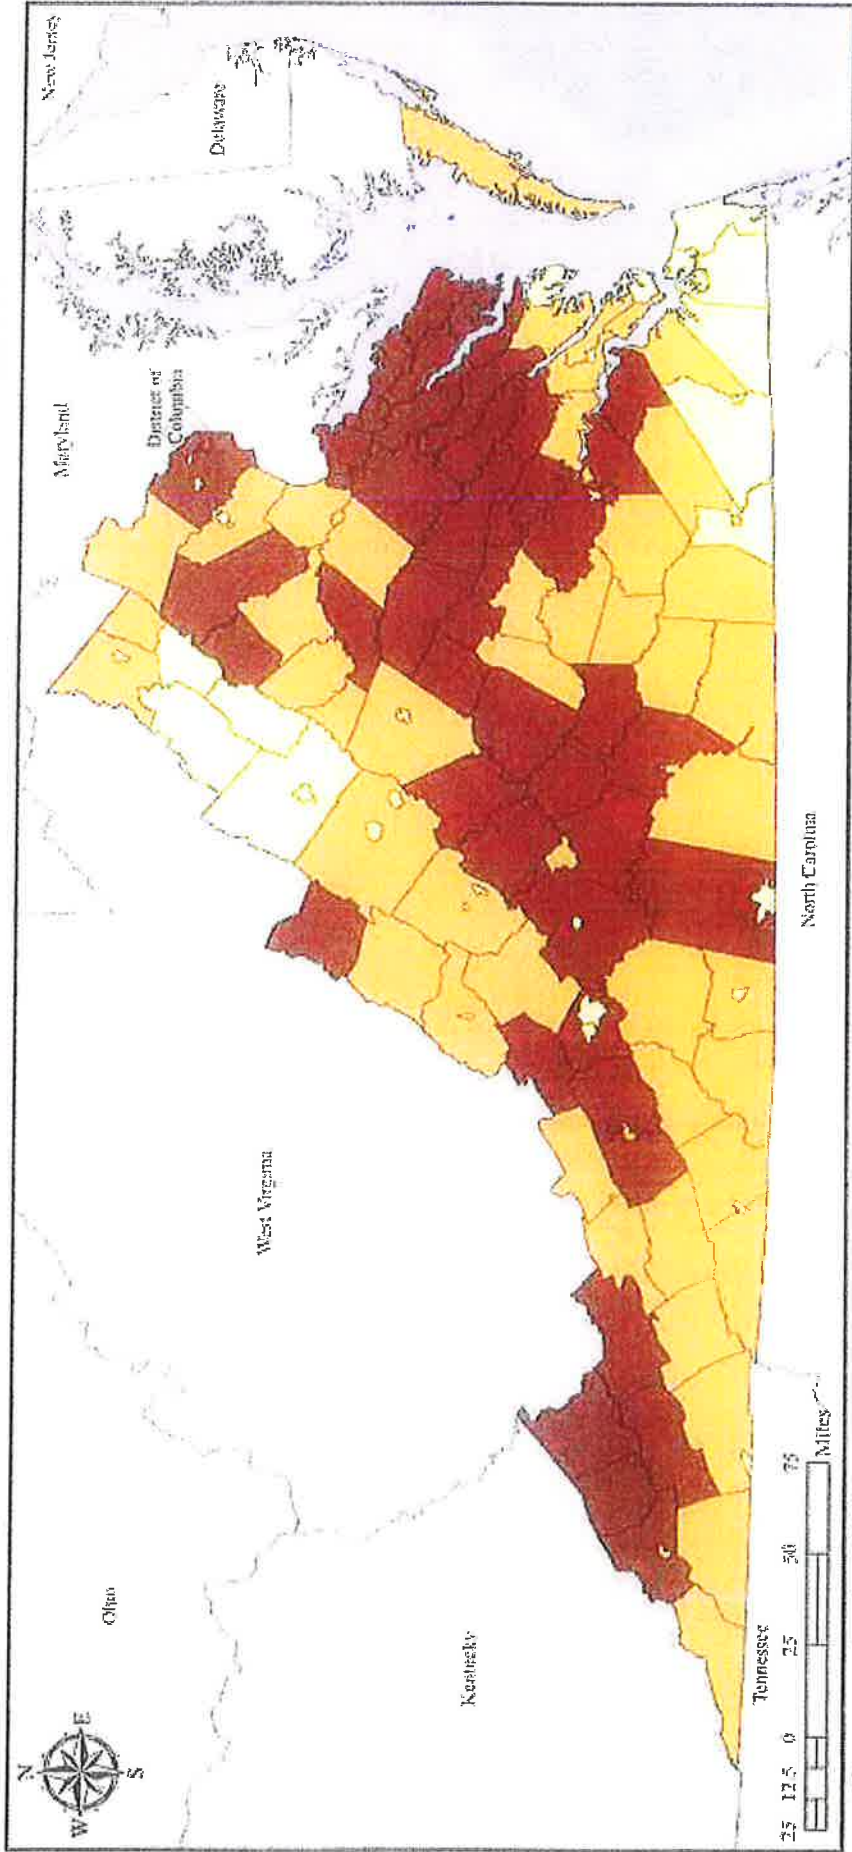 N
W
E
S
Ohio
Kentucky
West Virginia
Maryland
District of
Columbia
Delaware
New Jersey
Tennessee
North Carolina
25 12.5 0 25 50 75
Miles